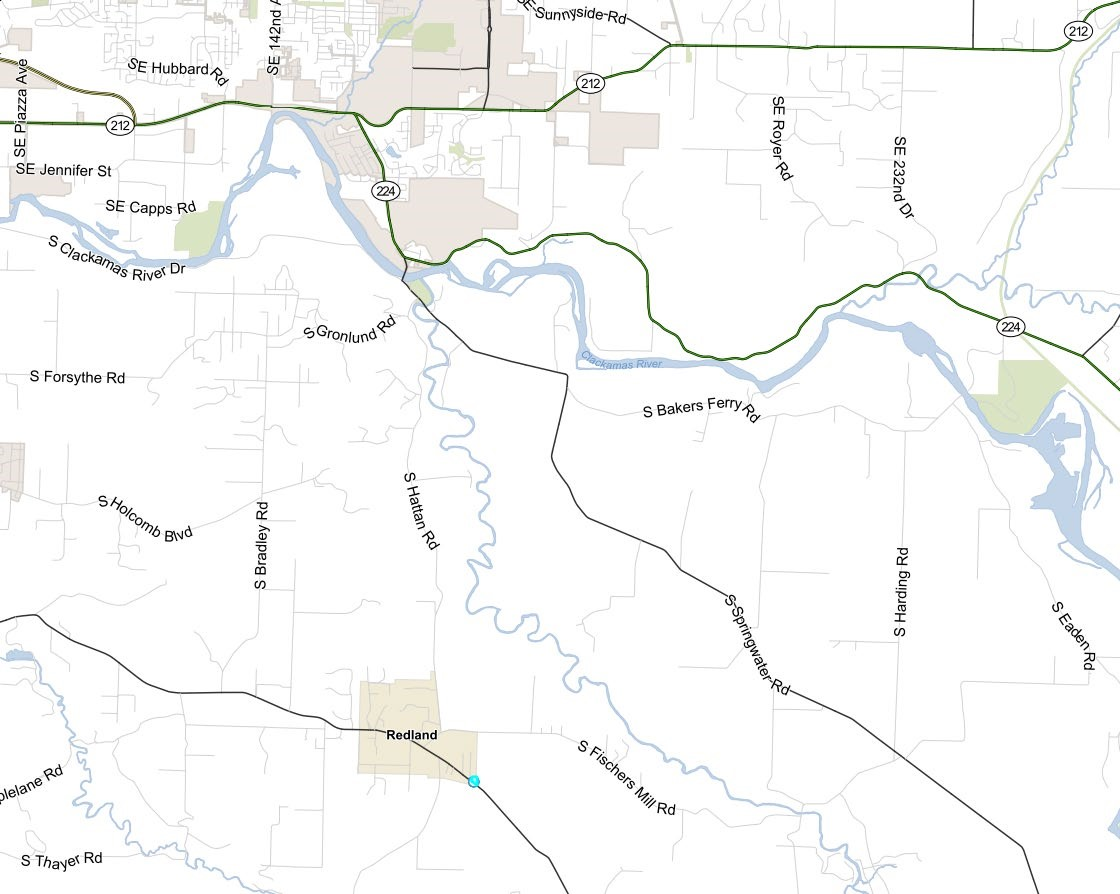 SE Sunnyside Rd
212
SE 142nd A
SE Hubbard Rd
212
SE Piazza Ave
212
SE Royer Rd
SE 232nd Dr
SE Jennifer St
224
SE Capps Rd
S Clackamas River Dr
S Gronlund Rd
224
Clackamas River
S Forsythe Rd
S Bakers Ferry Rd
S Hattan Rd
S Holcomb Blvd
S Bradley Rd
S Harding Rd
S Springwater Rd
S Eaden Rd
Redland
S Fischers Mill Rd
plelane Rd
S Thayer Rd